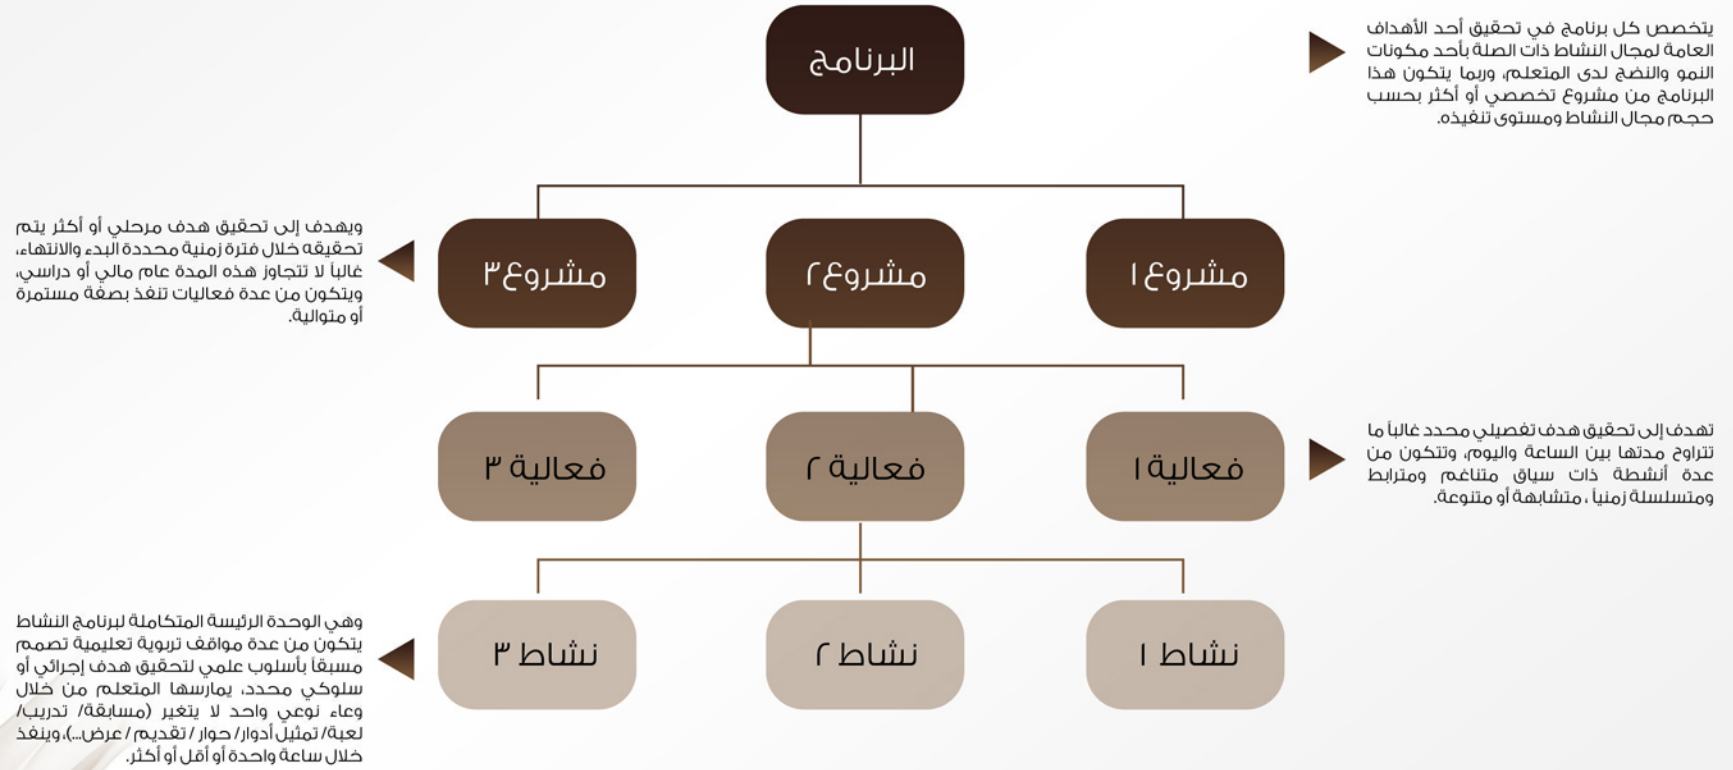 البرنامج
يتخصص كل برنامج في تحقيق أحد الأهداف
العامة لمجال النشاط ذات الصلة بأحد مكونات
النمو والنضج لدى المتعلم، وربما يتكون هذا
البرنامج من مشروع تخصصي أو أكثر بحسب
حجم مجال النشاط ومستوى تنفيذه.
مشروع ١
مشروع ٢
مشروع ٣
ويهدف إلى تحقيق هدف مرحلي أو أكثر يتم
تحقيقه خلال فترة زمنية محددة البدء والانتهاء،
غالباً لا تتجاوز هذه المدة عام مالي أو دراسي،
ويتكون من عدة فعاليات تنفذ بصفة مستمرة
أو متوالية.
فعالية ١
فعالية ٢
فعالية ٣
تهدف إلى تحقيق هدف تفصيلي محدد غالباً ما
تتراوح مدتها بين الساعة واليوم، وتتكون من
عدة أنشطة ذات سياق متناغم ومترابط
ومتسلسلة زمنياً ، متشابهة أو متنوعة.
نشاط ١
نشاط ٢
نشاط ٣
وهي الوحدة الرئيسة المتكاملة لبرنامج النشاط
يتكون من عدة مواقف تربوية تعليمية تصمم
مسبقاً بأسلوب علمي لتحقيق هدف إجرائي أو
سلوكي محدد، يمارسها المتعلم من خلال
وعاء نوعي واحد لا يتغير (مسابقة/ تدريب/
لعبة/ تمثيل أدوار/ حوار / تقديم / عرض...)، وينفذ
خلال ساعة واحدة أو أقل أو أكثر.